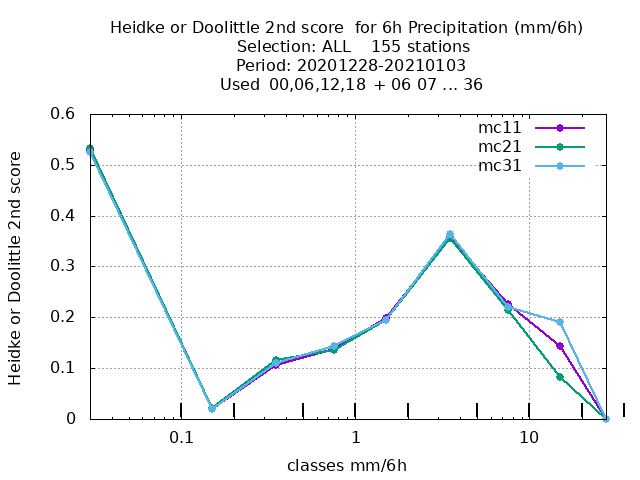 Heidke or Doolittle 2nd score  for 6h Precipitation (mm/6h)
Selection: ALL    155 stations
Period: 20201228-20210103
Used  00,06,12,18  + 06 07 ... 36
mc11
mc21
mc31
Heidke or Doolittle 2nd score
0.6
0.5
0.4
0.3
0.2
0.1
0
0.1
1
10
classes mm/6h